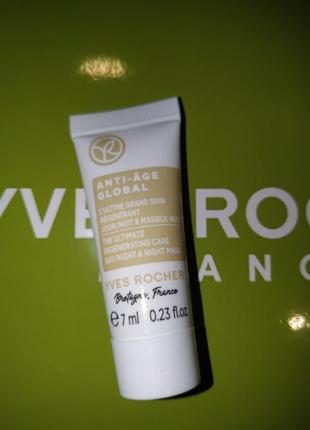 YR
ANTI-ÂGE
GLOBAL
L'ULTIME GRAND SOIN
RÉGÉNÉRANT
JOUR/NUIT & MASQUE NUIT
THE ULTIMATE
REGENERATING CARE
DAY/NIGHT & NIGHT MASK
YVES ROCHER
Bretagne, France
e 7 ml - 0.23 fl.oz.
YVES ROC
ANC